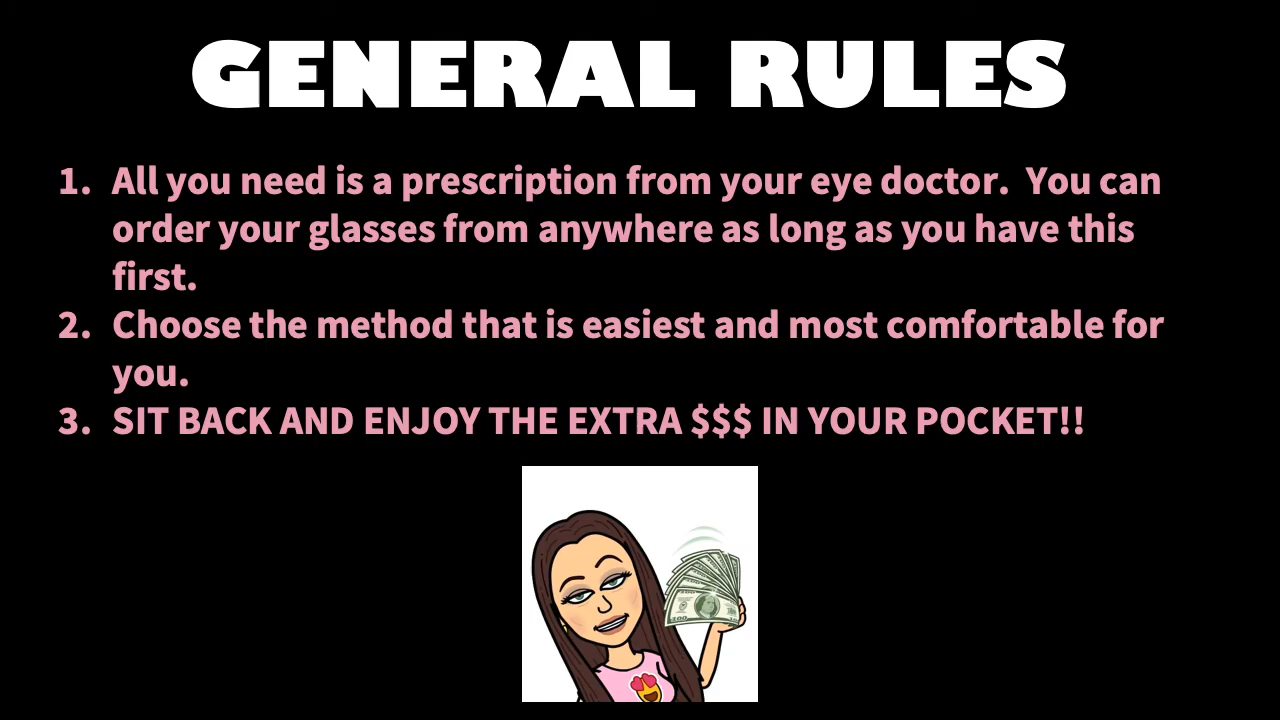 GENERAL RULES
1. All you need is a prescription from your eye doctor.  You can
order your glasses from anywhere as long as you have this
first.
2. Choose the method that is easiest and most comfortable for
you.
3. SIT BACK AND ENJOY THE EXTRA $$$ IN YOUR POCKET!!